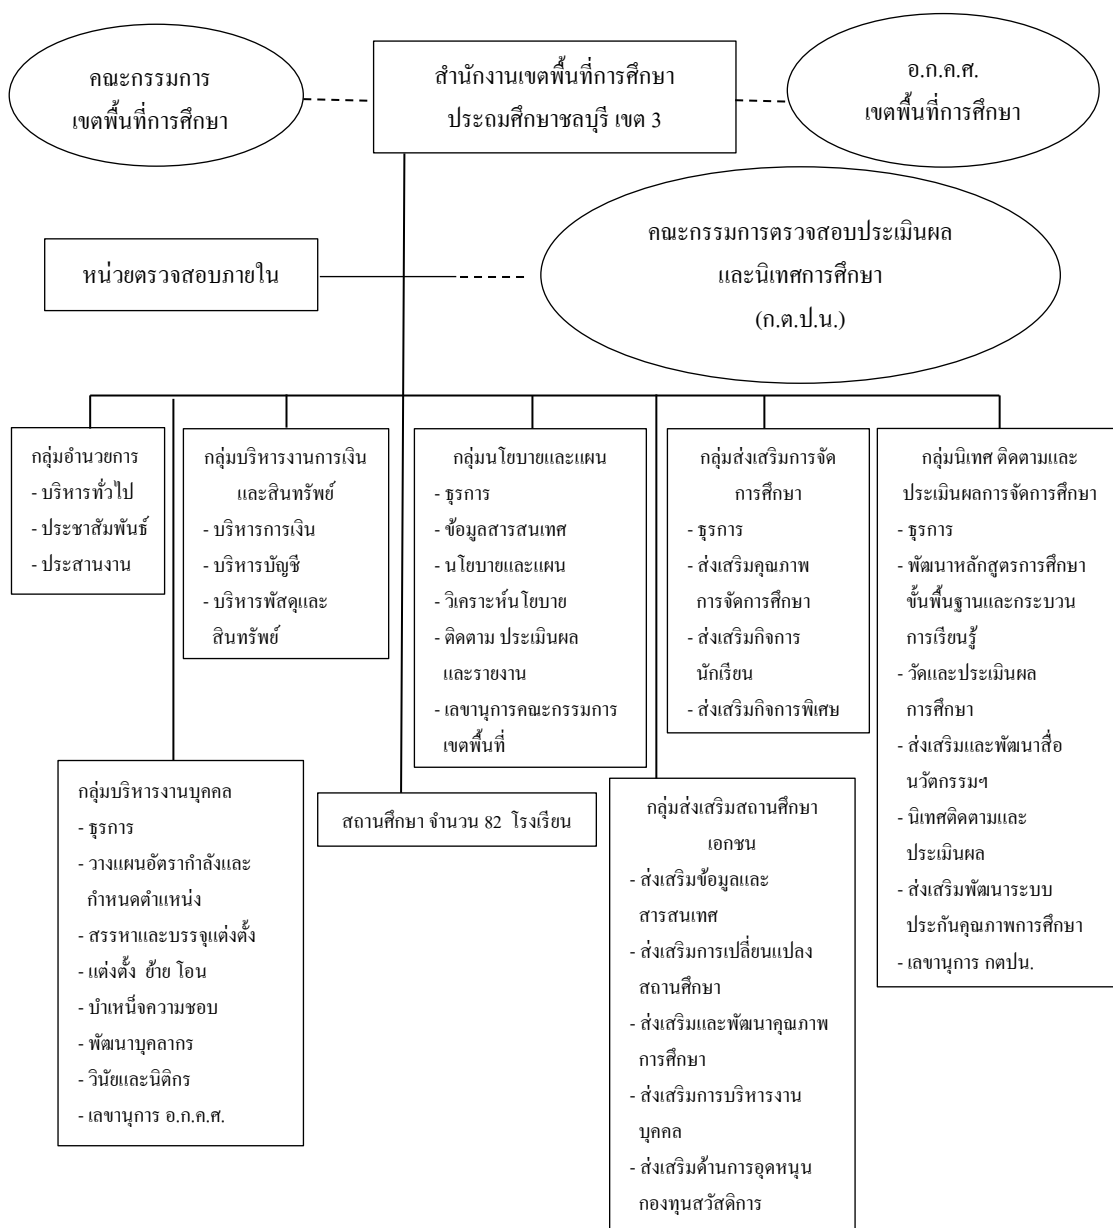 คณะกรรมการ
เขตพื้นที่การศึกษา
สำนักงานเขตพื้นที่การศึกษา
ประถมศึกษาชลบุรี เขต 3
อ.ก.ค.ศ.
เขตพื้นที่การศึกษา
หน่วยตรวจสอบภายใน
คณะกรรมการตรวจสอบประเมินผล
และนิเทศการศึกษา
(ก.ต.ป.น.)
กลุ่มอำนวยการ
- บริหารทั่วไป
- ประชาสัมพันธ์
- ประสานงาน
กลุ่มบริหารงานการเงิน
และสินทรัพย์
- บริหารการเงิน
- บริหารบัญชี
- บริหารพัสดุและ
สินทรัพย์
กลุ่มนโยบายและแผน
- ธุรการ
- ข้อมูลสารสนเทศ
- นโยบายและแผน
- วิเคราะห์นโยบาย
- ติดตาม ประเมินผล
และรายงาน
- เลขานุการคณะกรรมการ
เขตพื้นที่
กลุ่มส่งเสริมการจัด
การศึกษา
- ธุรการ
- ส่งเสริมคุณภาพ
การจัดการศึกษา
- ส่งเสริมกิจการ
นักเรียน
- ส่งเสริมกิจการพิเศษ
กลุ่มนิเทศ ติดตามและ
ประเมินผลการจัดการศึกษา
- ธุรการ
- พัฒนาหลักสูตรการศึกษา
ขั้นพื้นฐานและกระบวน
การเรียนรู้
- วัดและประเมินผล
การศึกษา
- ส่งเสริมและพัฒนาสื่อ
นวัตกรรมฯ
- นิเทศติดตามและ
ประเมินผล
- ส่งเสริมพัฒนาระบบ
ประกันคุณภาพการศึกษา
- เลขานุการ กตปน.
กลุ่มบริหารงานบุคคล
- ธุรการ
- วางแผนอัตรากำลังและ
กำหนดตำแหน่ง
- สรรหาและบรรจุแต่งตั้ง
- แต่งตั้ง ย้าย โอน
- บำเหน็จความชอบ
- พัฒนาบุคลากร
- วินัยและนิติกร
- เลขานุการ อ.ก.ค.ศ.
สถานศึกษา จำนวน 82 โรงเรียน
กลุ่มส่งเสริมสถานศึกษา
เอกชน
- ส่งเสริมข้อมูลและ
สารสนเทศ
- ส่งเสริมการเปลี่ยนแปลง
สถานศึกษา
- ส่งเสริมและพัฒนาคุณภาพ
การศึกษา
- ส่งเสริมการบริหารงาน
บุคคล
- ส่งเสริมด้านการอุดหนุน
กองทุนสวัสดิการ